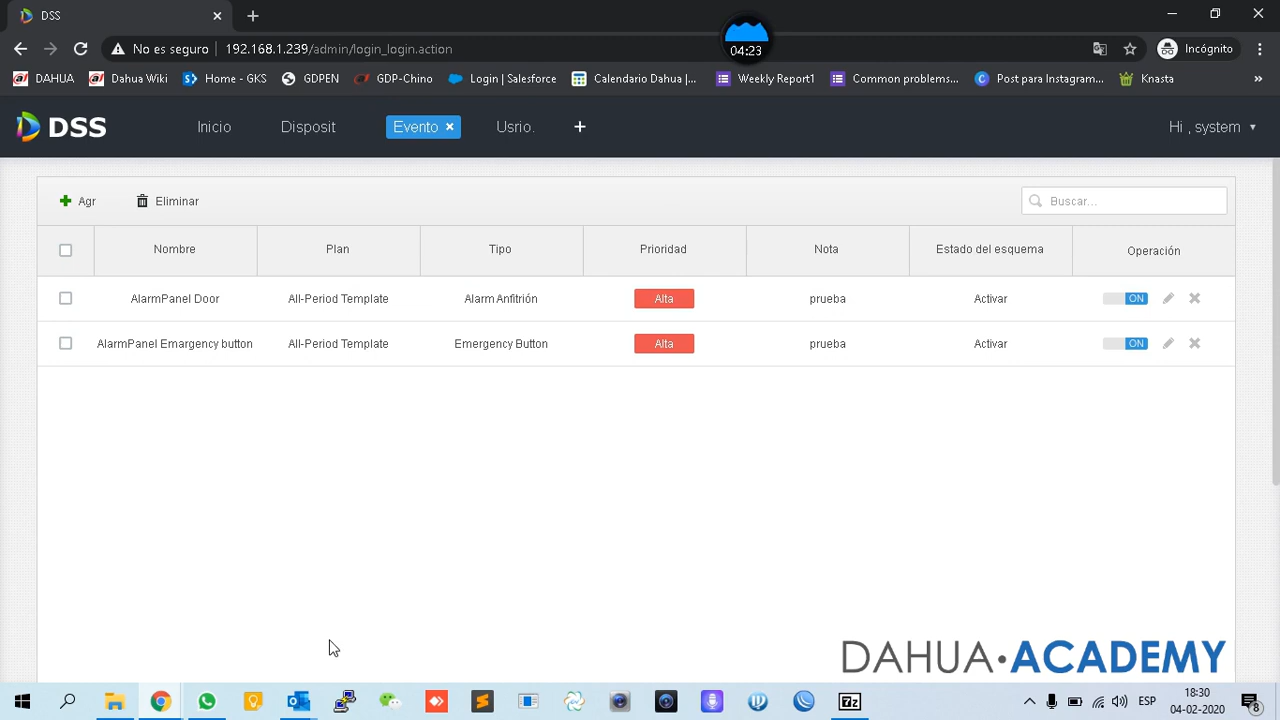 DSS
04:23
No es seguro
192.168.1.239/admin/login_login.action
Incógnito
DAHUA
Dahua Wiki
Home - GKS
GDPEN
GDP-Chino
Login | Salesforce
Calendario Dahua |...
Weekly Report1
Common problems...
Post para Instagram...
Knasta
»
DSS
Inicio
Disposit
Evento ×
Usrio.
+
Hi , system
Agr
Eliminar
Buscar...
Nombre Plan Tipo Prioridad Nota Estado del esquema Operación
AlarmPanel Door All-Period Template Alarm Anfitrión Alta prueba Activar ON
AlarmPanel Emargency button All-Period Template Emergency Button Alta prueba Activar ON
DAHUA·ACADEMY
7z
ESP
18:30
04-02-2020
8